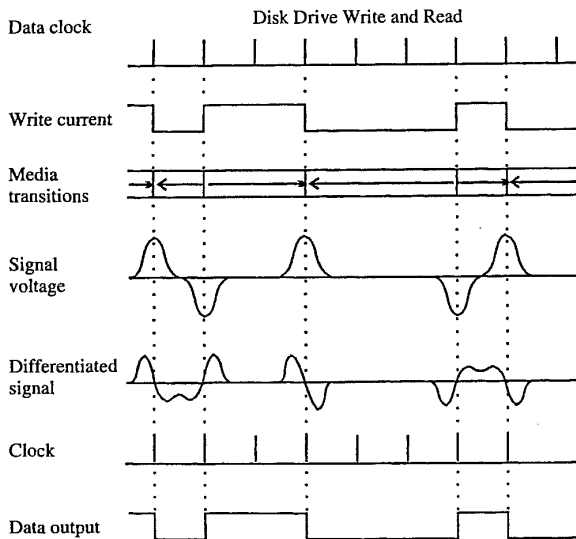 Disk Drive Write and Read
Data clock
Write current
Media
transitions
Signal
voltage
Differentiated
signal
Clock
Data output